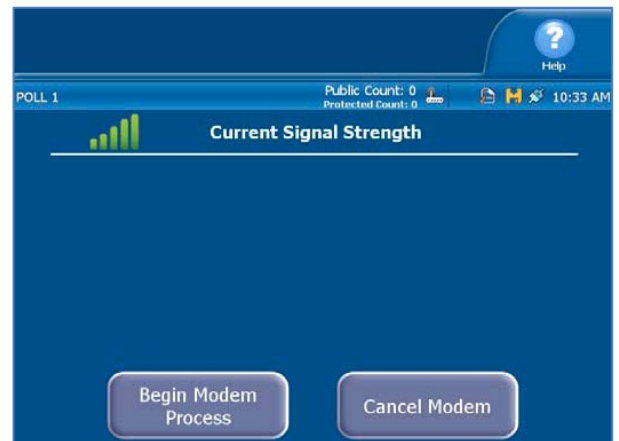 ?
Help
POLL 1
Public Count: 0
Protected Count: 0
10:33 AM
Current Signal Strength
Begin Modem
Process
Cancel Modem